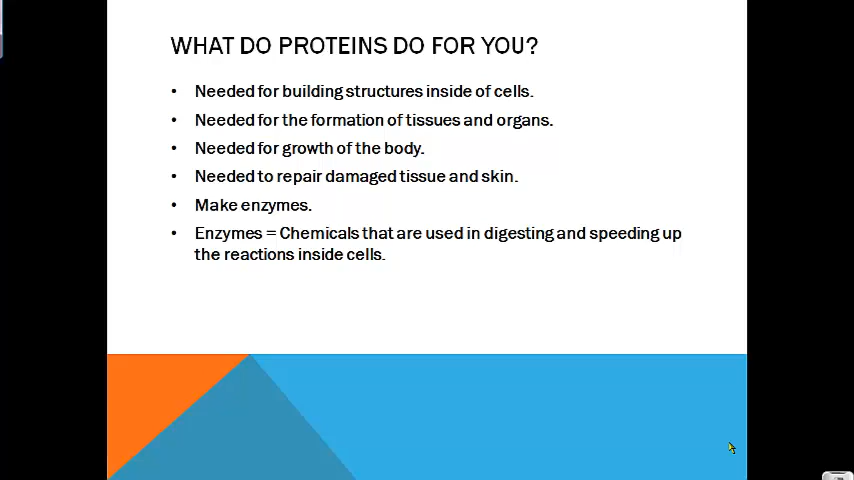 WHAT DO PROTEINS DO FOR YOU?
• Needed for building structures inside of cells.
• Needed for the formation of tissues and organs.
• Needed for growth of the body.
• Needed to repair damaged tissue and skin.
• Make enzymes.
• Enzymes = Chemicals that are used in digesting and speeding up
the reactions inside cells.